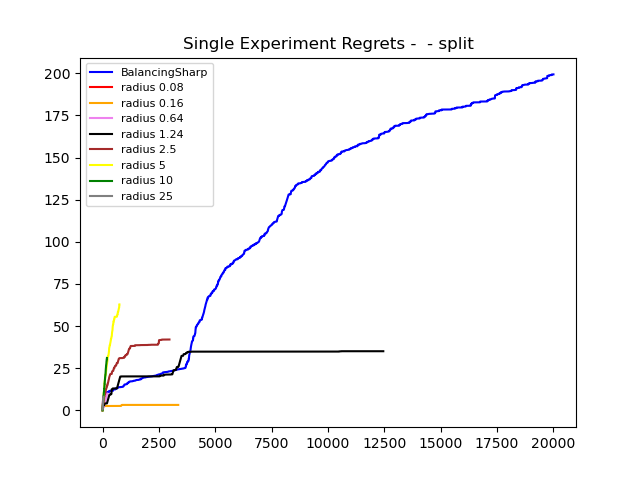 Single Experiment Regrets -  - split
BalancingSharp
radius 0.08
radius 0.16
radius 0.64
radius 1.24
radius 2.5
radius 5
radius 10
radius 25
200
175
150
125
100
75
50
25
0
0 2500 5000 7500 10000 12500 15000 17500 20000